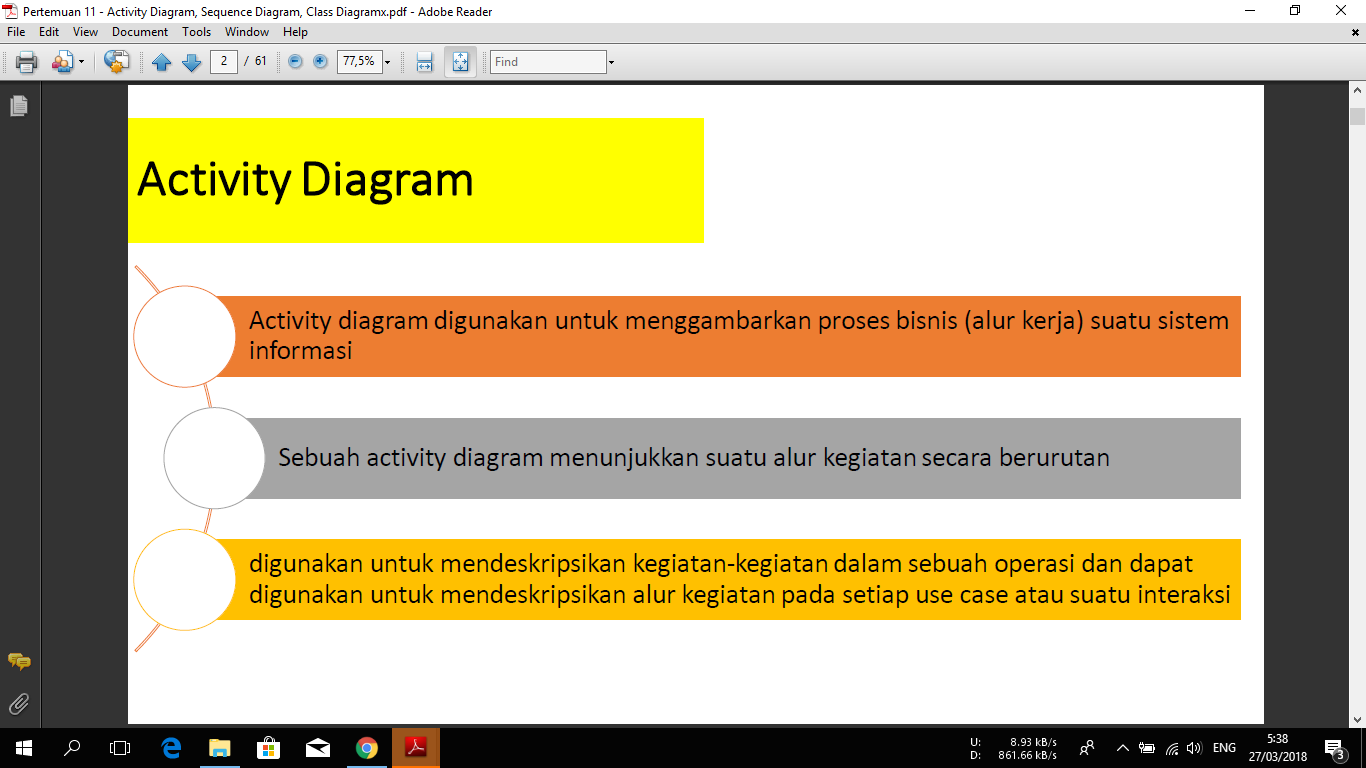 Pertemuan 11 - Activity Diagram, Sequence Diagram, Class Diagramx.pdf - Adobe Reader
File Edit View Document Tools Window Help
2 / 61 77,5% Find
Activity Diagram
Activity diagram digunakan untuk menggambarkan proses bisnis (alur kerja) suatu sistem
informasi
Sebuah activity diagram menunjukkan suatu alur kegiatan secara berurutan
digunakan untuk mendeskripsikan kegiatan-kegiatan dalam sebuah operasi dan dapat
digunakan untuk mendeskripsikan alur kegiatan pada setiap use case atau suatu interaksi
U: 8.93 kB/s
D: 861.66 kB/s
ENG
5:38
27/03/2018
3